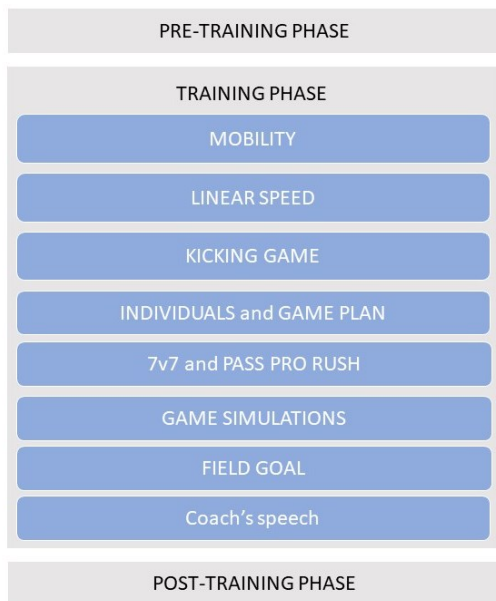 PRE-TRAINING PHASE
TRAINING PHASE
MOBILITY
LINEAR SPEED
KICKING GAME
INDIVIDUALS and GAME PLAN
7v7 and PASS PRO RUSH
GAME SIMULATIONS
FIELD GOAL
Coach's speech
POST-TRAINING PHASE